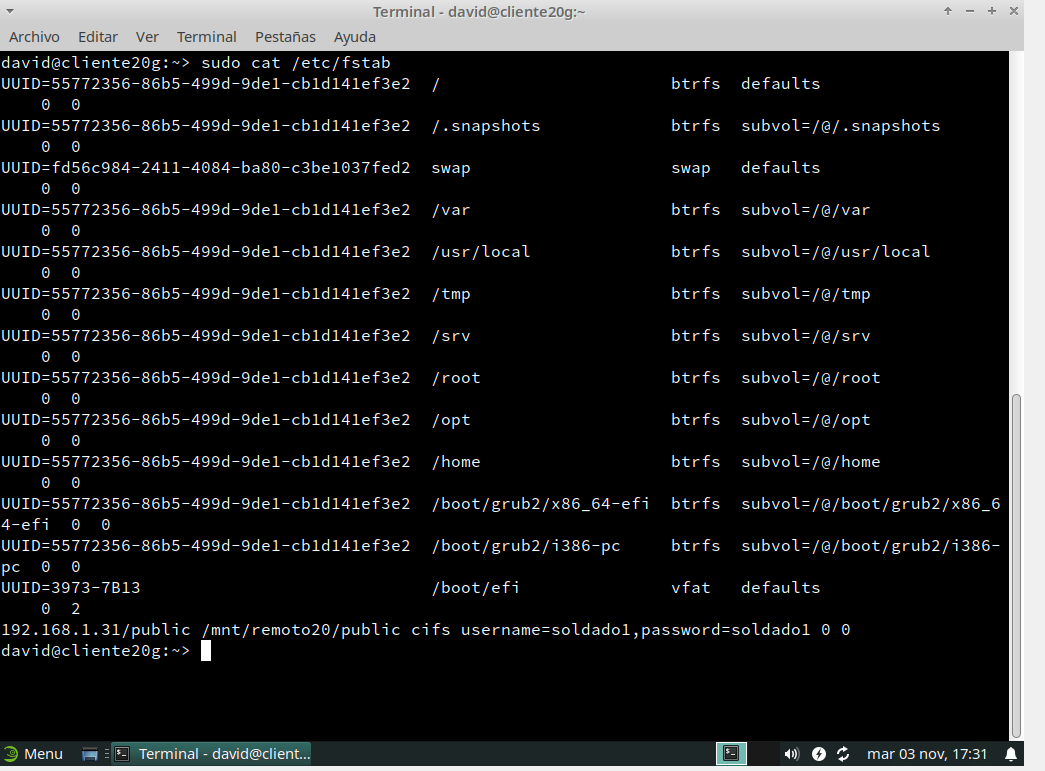 Terminal - david@cliente20g:~
Archivo Editar Ver Terminal Pestañas Ayuda
david@cliente20g:~> sudo cat /etc/fstab
UUID=55772356-86b5-499d-9de1-cb1d141ef3e2 / btrfs defaults
0 0
UUID=55772356-86b5-499d-9de1-cb1d141ef3e2 /.snapshots btrfs subvol=/@/.snapshots
0 0
UUID=fd56c984-2411-4084-ba80-c3be1037fed2 swap swap defaults
0 0
UUID=55772356-86b5-499d-9de1-cb1d141ef3e2 /var btrfs subvol=/@/var
0 0
UUID=55772356-86b5-499d-9de1-cb1d141ef3e2 /usr/local btrfs subvol=/@/usr/local
0 0
UUID=55772356-86b5-499d-9de1-cb1d141ef3e2 /tmp btrfs subvol=/@/tmp
0 0
UUID=55772356-86b5-499d-9de1-cb1d141ef3e2 /srv btrfs subvol=/@/srv
0 0
UUID=55772356-86b5-499d-9de1-cb1d141ef3e2 /root btrfs subvol=/@/root
0 0
UUID=55772356-86b5-499d-9de1-cb1d141ef3e2 /opt btrfs subvol=/@/opt
0 0
UUID=55772356-86b5-499d-9de1-cb1d141ef3e2 /home btrfs subvol=/@/home
0 0
UUID=55772356-86b5-499d-9de1-cb1d141ef3e2 /boot/grub2/x86_64-efi btrfs subvol=/@/boot/grub2/x86_6
4-efi 0 0
UUID=55772356-86b5-499d-9de1-cb1d141ef3e2 /boot/grub2/i386-pc btrfs subvol=/@/boot/grub2/i386-
pc 0 0
UUID=3973-7B13 /boot/efi vfat defaults
0 2
192.168.1.31/public /mnt/remoto20/public cifs username=soldado1,password=soldado1 0 0
david@cliente20g:~>
Menu Terminal - david@client... mar 03 nov, 17:31